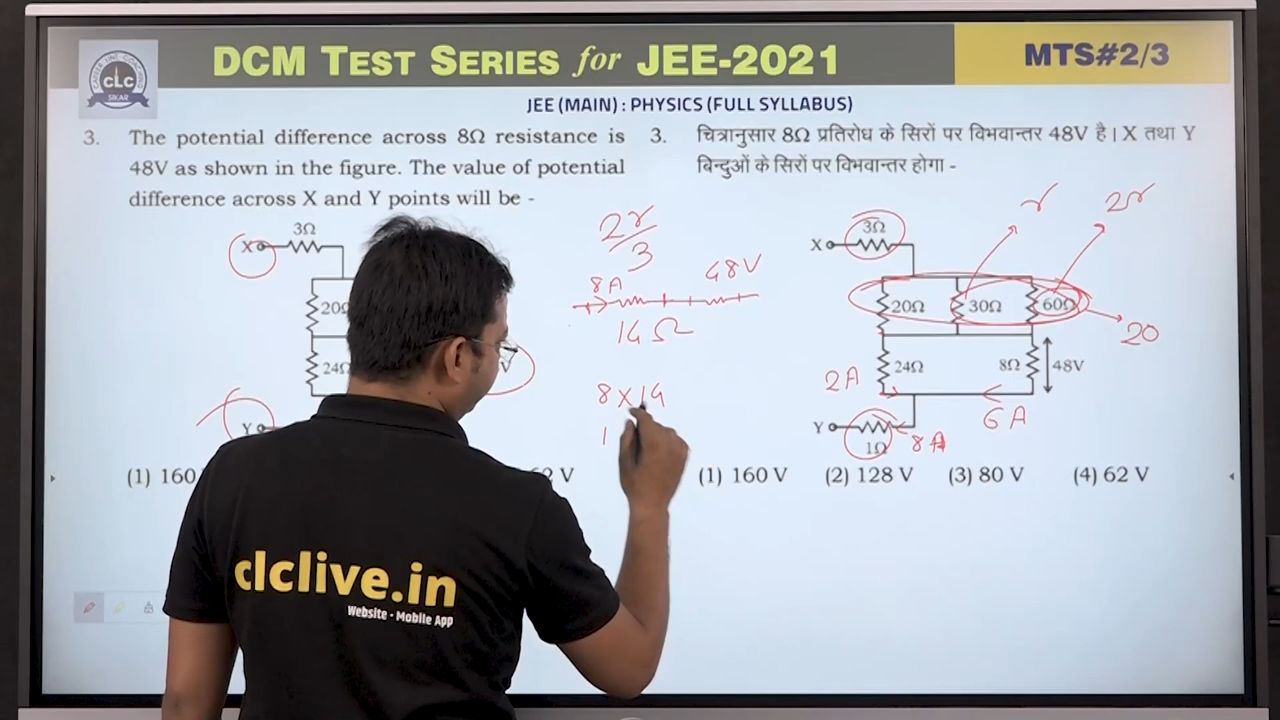 DCM TEST SERIES for JEE-2021
MTS#2/3
CLC
SIKAR
JEE (MAIN) : PHYSICS (FULL SYLLABUS)
3. The potential difference across 8Ω resistance is
48V as shown in the figure. The value of potential
difference across X and Y points will be -
X 3Ω
20Ω
24Ω
V
Y
(1) 160
2 V
3. चित्रानुसार 8Ω प्रतिरोध के सिरों पर विभवान्तर 48V है। X तथा Y
बिन्दुओं के सिरों पर विभवान्तर होगा -
X 3Ω
20Ω 30Ω 60Ω
24Ω 8Ω 48V
Y 1Ω
(1) 160 V (2) 128 V (3) 80 V (4) 62 V
2r
3
8A 48V
14Ω
8×14
1
r 2r
20
2A
6A
8A
clclive.in
Website • Mobile App